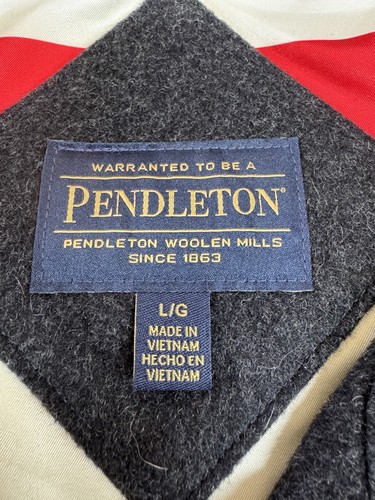 WARRANTED TO BE A
PENDLETON®
PENDLETON WOOLEN MILLS
SINCE 1863
L/G
MADE IN
VIETNAM
HECHO EN
VIETNAM